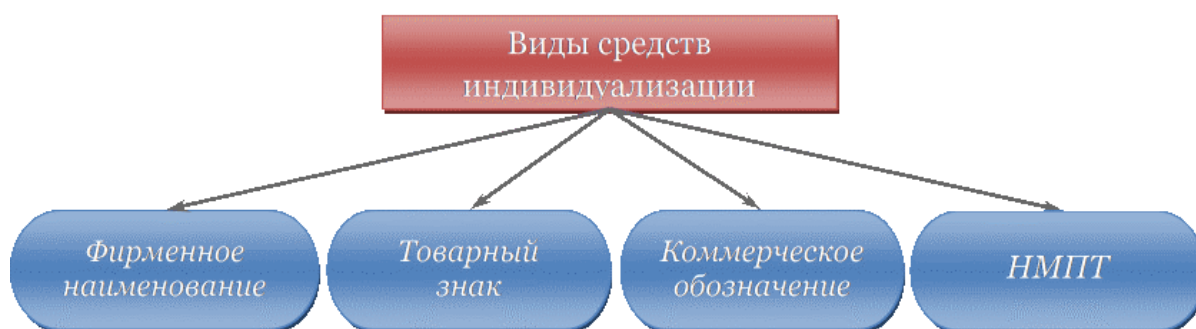 Виды средств
индивидуализации
Фирменное
наименование
Товарный
знак
Коммерческое
обозначение
НМПТ